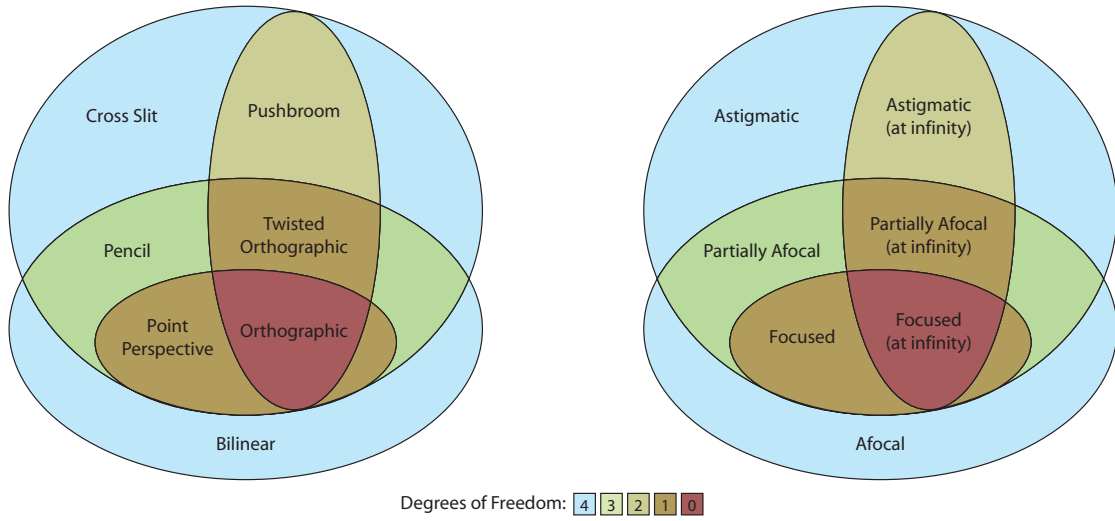 Cross Slit
Pushbroom
Pencil
Twisted
Orthographic
Point
Perspective
Orthographic
Bilinear
Astigmatic
Astigmatic
(at infinity)
Partially Afocal
Partially Afocal
(at infinity)
Focused
Focused
(at infinity)
Afocal
Degrees of Freedom: 4 3 2 1 0